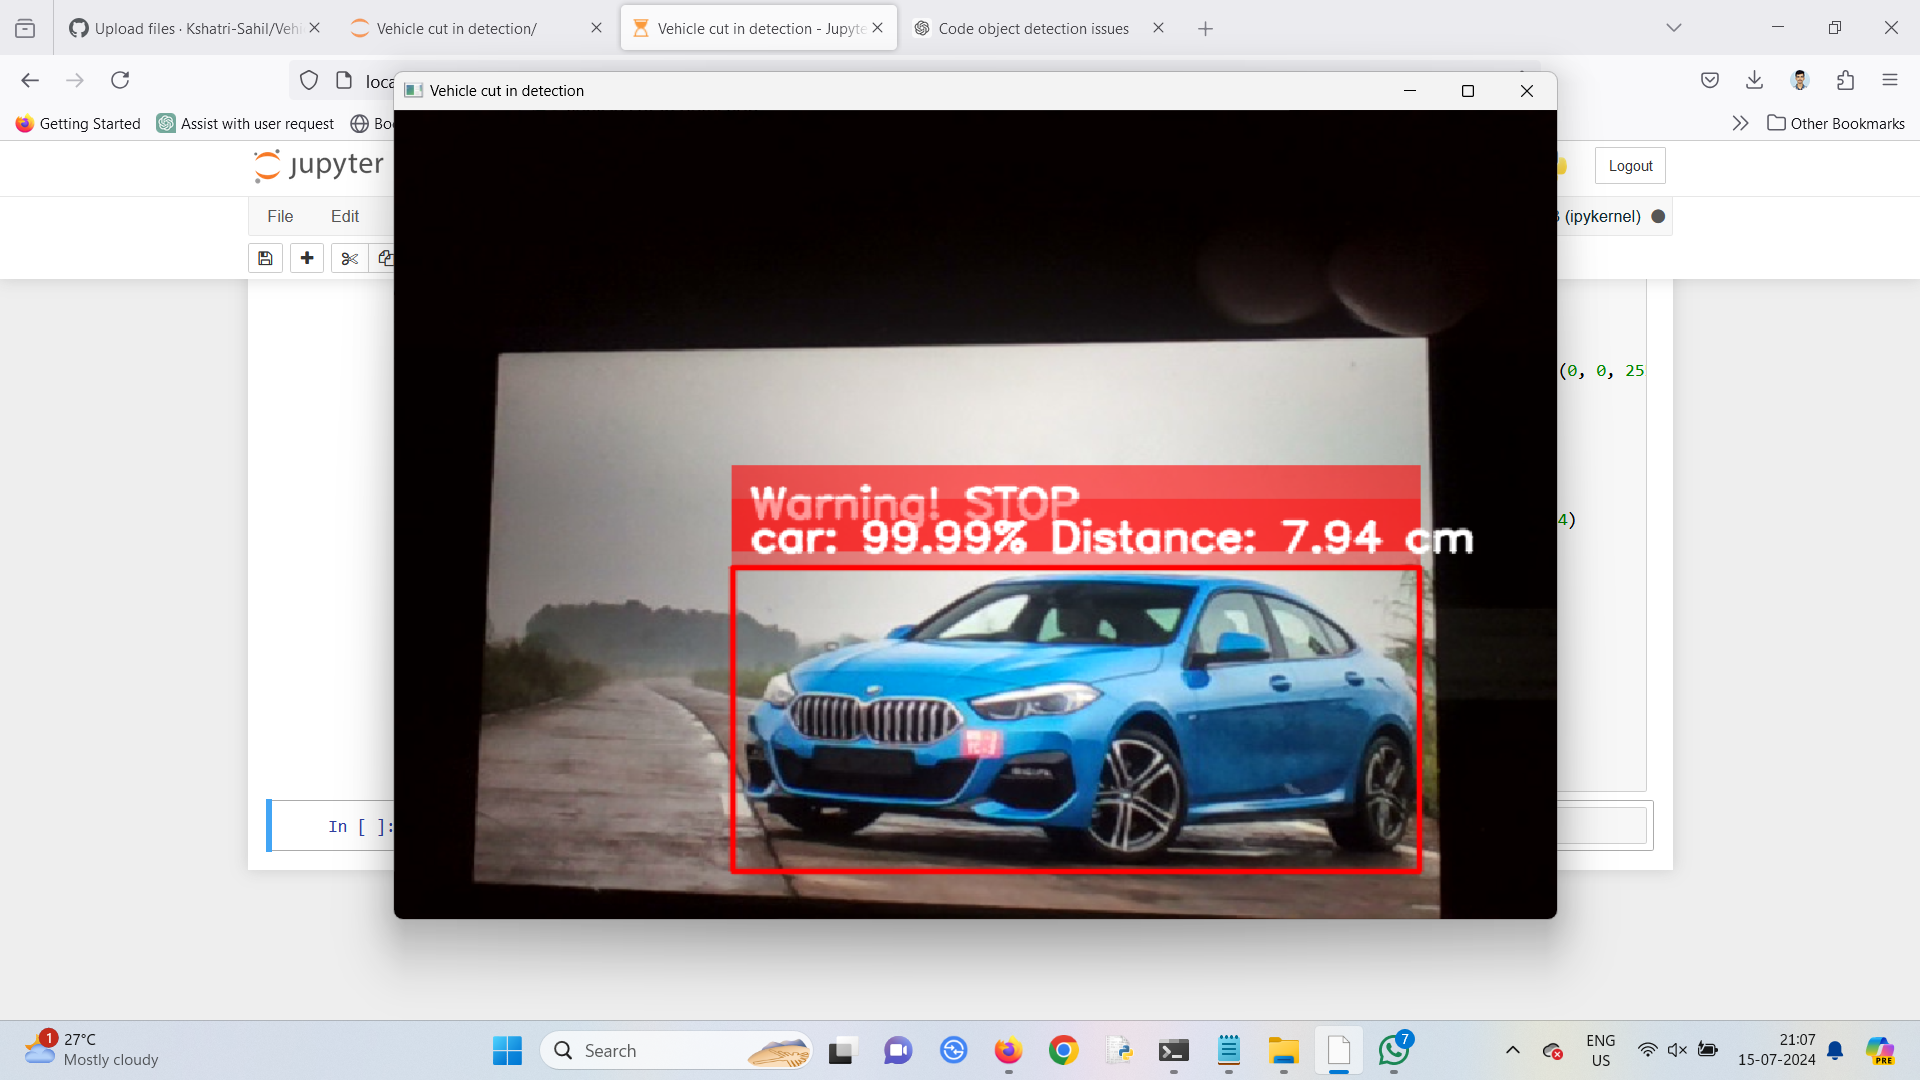 Upload files · Kshatri-Sahil/Vehi
Vehicle cut in detection/
Vehicle cut in detection - Jupyte
Code object detection issues
loca
Getting Started
Assist with user request
Boo
Other Bookmarks
Vehicle cut in detection
jupyter
Logout
File
Edit
3 (ipykernel)
(0, 0, 25
4)
Warning! STOP
car: 99.99% Distance: 7.94 cm
In [ ]:
1
27°C
Mostly cloudy
Search
7
PRE
ENG
US
21:07
15-07-2024